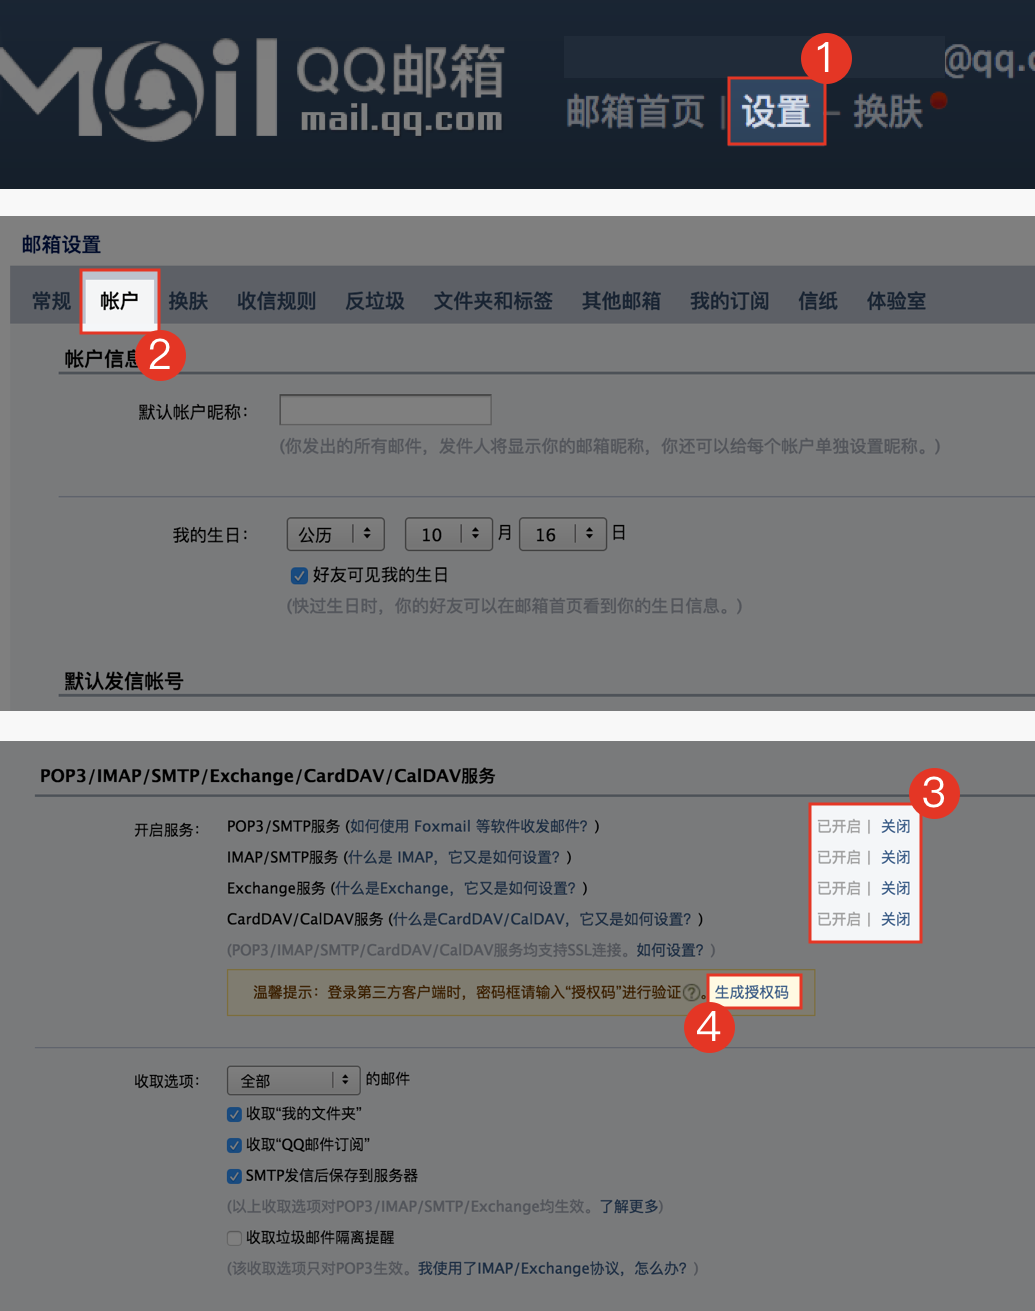 Mail QQ邮箱
mail.qq.com
@qq.c
1
邮箱首页 | 设置 – 换肤
邮箱设置
常规 帐户 换肤 收信规则 反垃圾 文件夹和标签 其他邮箱 我的订阅 信纸 体验室
2
帐户信息
默认帐户昵称：
(你发出的所有邮件，发件人将显示你的邮箱昵称，你还可以给每个帐户单独设置昵称。)
我的生日： 公历 10 月 16 日
好友可见我的生日
(快过生日时，你的好友可以在邮箱首页看到你的生日信息。)
默认发信帐号
POP3/IMAP/SMTP/Exchange/CardDAV/CalDAV服务
3
开启服务： POP3/SMTP服务 (如何使用 Foxmail 等软件收发邮件？) 已开启 | 关闭
IMAP/SMTP服务 (什么是 IMAP，它又是如何设置？) 已开启 | 关闭
Exchange服务 (什么是Exchange，它又是如何设置？) 已开启 | 关闭
CardDAV/CalDAV服务 (什么是CardDAV/CalDAV，它又是如何设置？) 已开启 | 关闭
(POP3/IMAP/SMTP/CardDAV/CalDAV服务均支持SSL连接。如何设置？)
温馨提示：登录第三方客户端时，密码框请输入“授权码”进行验证?。生成授权码
4
收取选项： 全部 的邮件
收取“我的文件夹”
收取“QQ邮件订阅”
SMTP发信后保存到服务器
(以上收取选项对POP3/IMAP/SMTP/Exchange均生效。了解更多)
收取垃圾邮件隔离提醒
(该收取选项只对POP3生效。我使用了IMAP/Exchange协议，怎么办？)